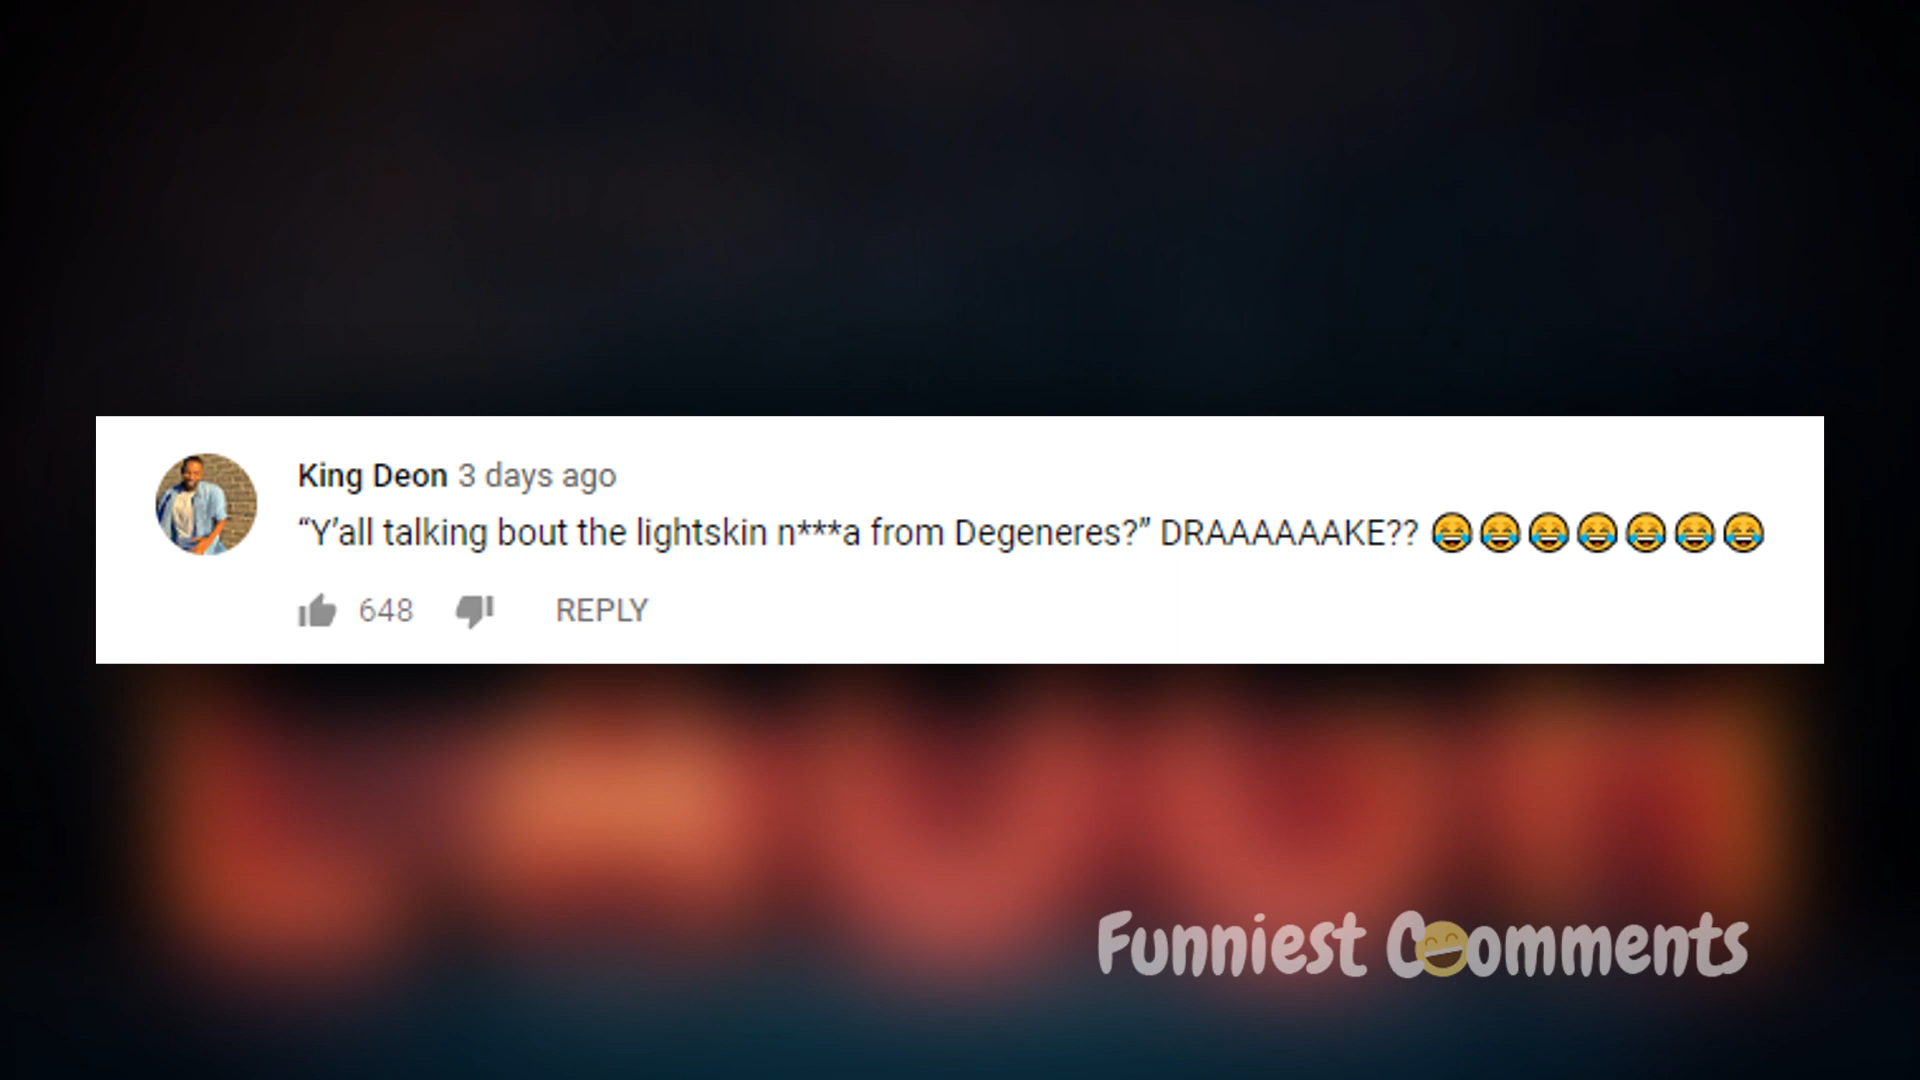 King Deon 3 days ago
“Y’all talking bout the lightskin n***a from Degeneres?” DRAAAAAAKE?? 😂😂😂😂😂😂😂
648 REPLY
Funniest Comments